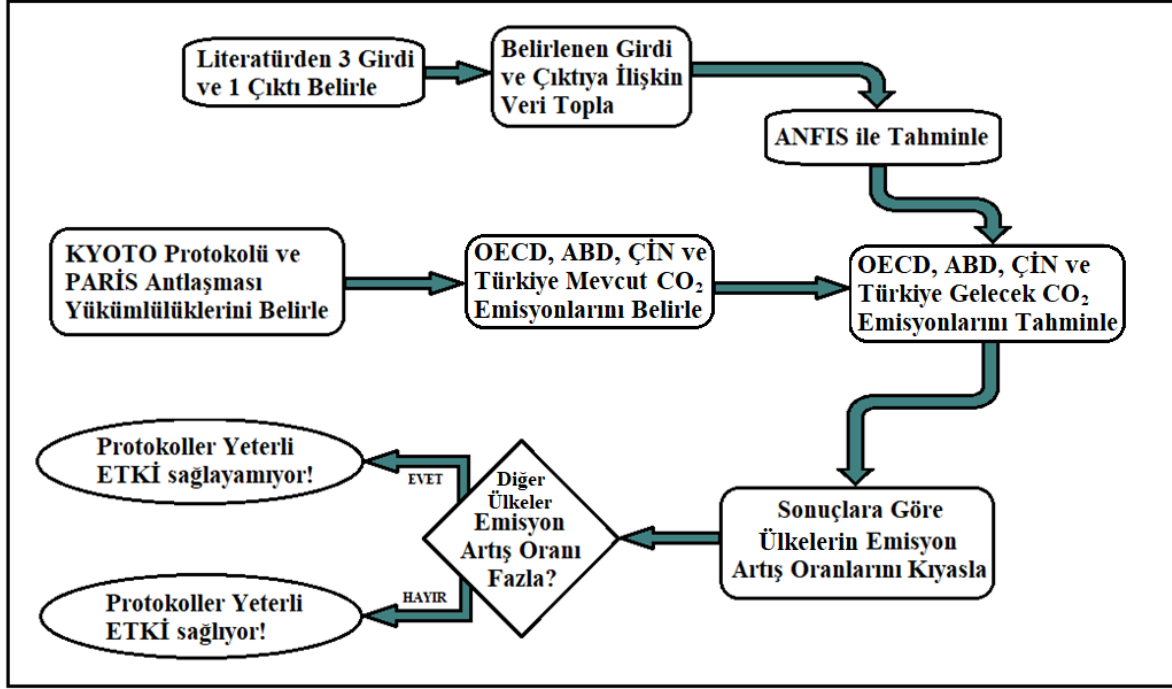 Literatürden 3 Girdi
ve 1 Çıktı Belirle
Belirlenen Girdi
ve Çıktıya İlişkin
Veri Topla
ANFIS ile Tahminle
KYOTO Protokolü ve
PARİS Antlaşması
Yükümlülüklerini Belirle
OECD, ABD, ÇİN ve
Türkiye Mevcut CO₂
Emisyonlarını Belirle
OECD, ABD, ÇİN ve
Türkiye Gelecek CO₂
Emisyonlarını Tahminle
Sonuçlara Göre
Ülkelerin Emisyon
Artış Oranlarını Kıyasla
Diğer
Ülkeler
Emisyon
Artış Oranı
Fazla?
EVET
Protokoller Yeterli
ETKİ sağlayamıyor!
HAYIR
Protokoller Yeterli
ETKİ sağlıyor!